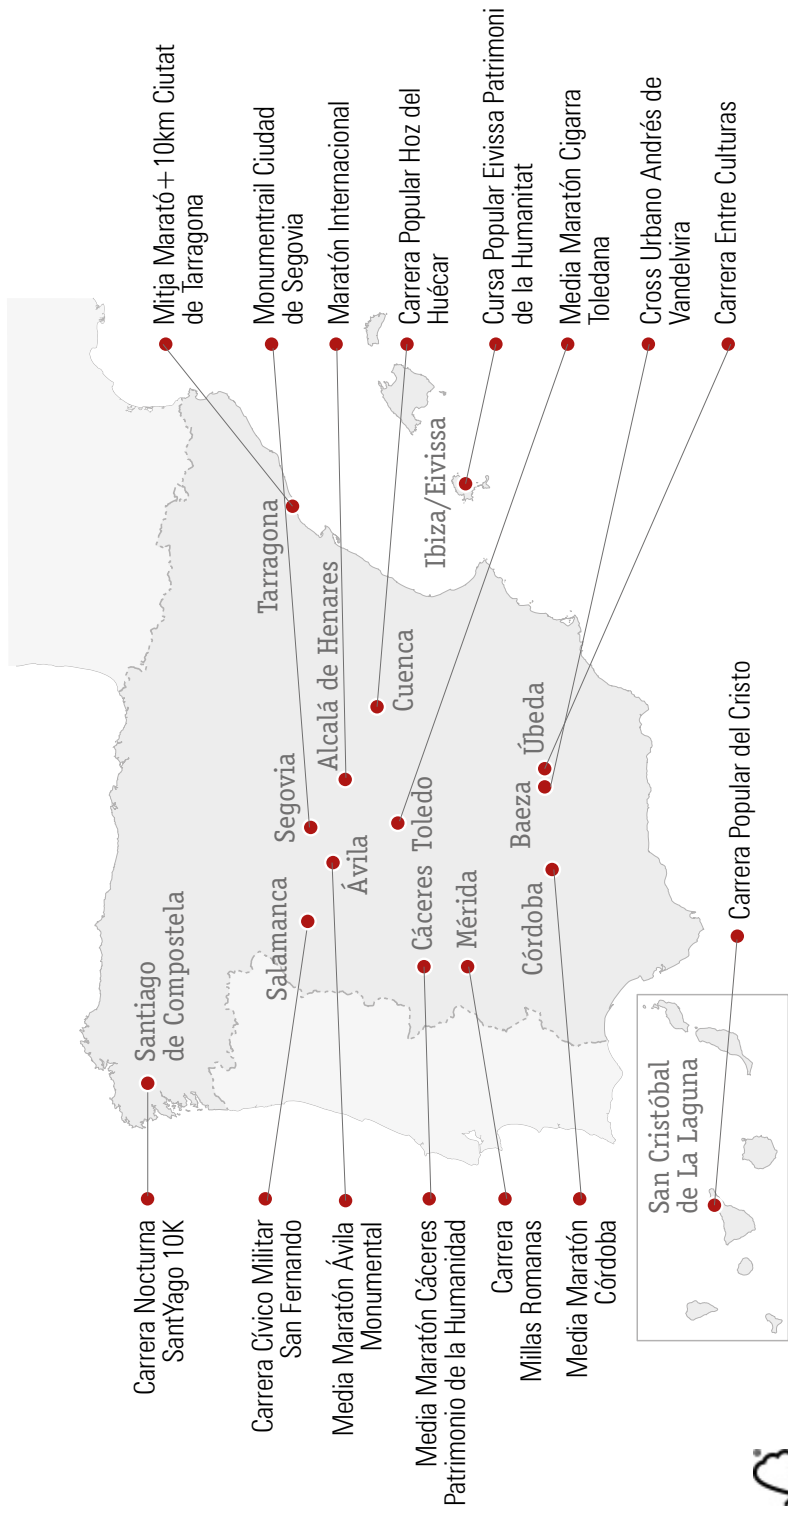 Carrera Nocturna
SantYago 10K
Carrera Cívico Militar
San Fernando
Media Maratón Ávila
Monumental
Media Maratón Cáceres
Patrimonio de la Humanidad
Carrera
Millas Romanas
Media Maratón
Córdoba
Santiago
de Compostela
Salamanca
Ávila
Segovia
Cáceres
Mérida
Córdoba
Toledo
Baeza
Úbeda
Alcalá de Henares
Cuenca
Tarragona
Ibiza/Eivissa
San Cristóbal
de La Laguna
Carrera Popular del Cristo
Mitja Marató+ 10km Ciutat
de Tarragona
Monumentrail Ciudad
de Segovia
Maratón Internacional
Carrera Popular Hoz del
Huécar
Cursa Popular Eivissa Patrimoni
de la Humanitat
Media Maratón Cigarra
Toledana
Cross Urbano Andrés de
Vandelvira
Carrera Entre Culturas